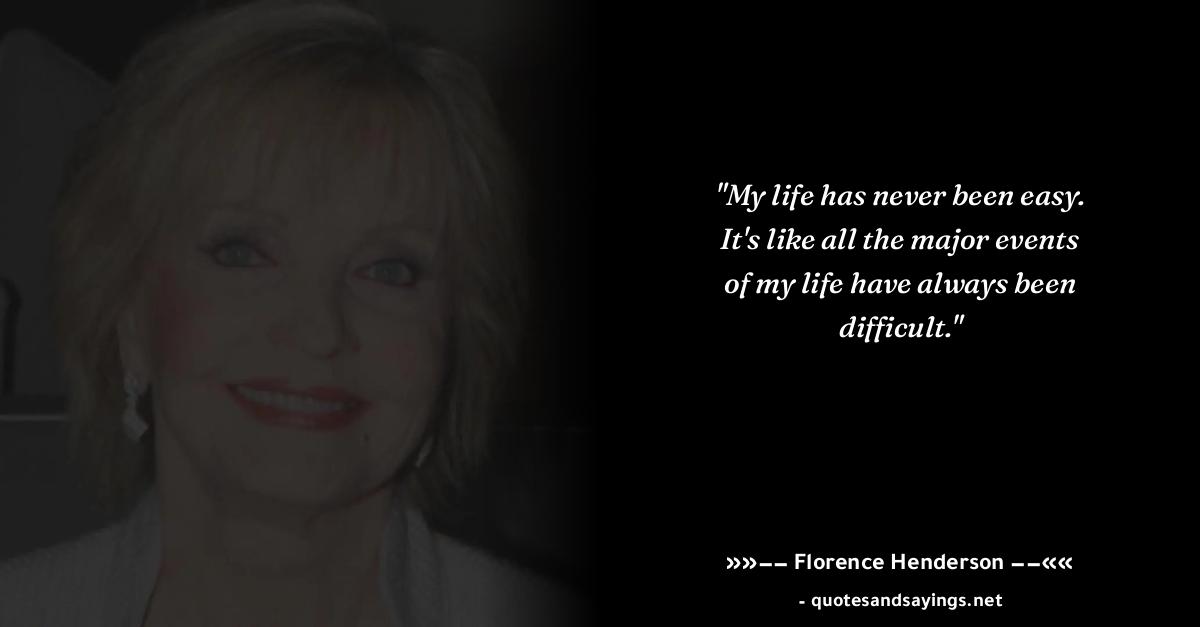 "My life has never been easy.
It's like all the major events
of my life have always been
difficult."
»»-- Florence Henderson --««
- quotesandsayings.net